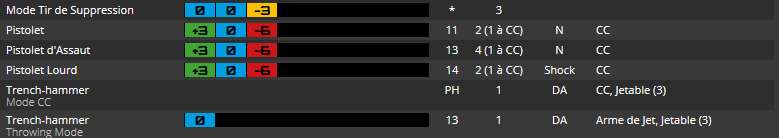 Mode Tir de Suppression 0 0 -3 * 3
Pistolet +3 0 -6 11 2 (1 à CC) N CC
Pistolet d'Assaut +3 0 -6 13 4 (1 à CC) N CC
Pistolet Lourd +3 0 -6 14 2 (1 à CC) Shock CC
Trench-hammer PH 1 DA CC, Jetable (3)
Mode CC
Trench-hammer 0 13 1 DA Arme de Jet, Jetable (3)
Throwing Mode